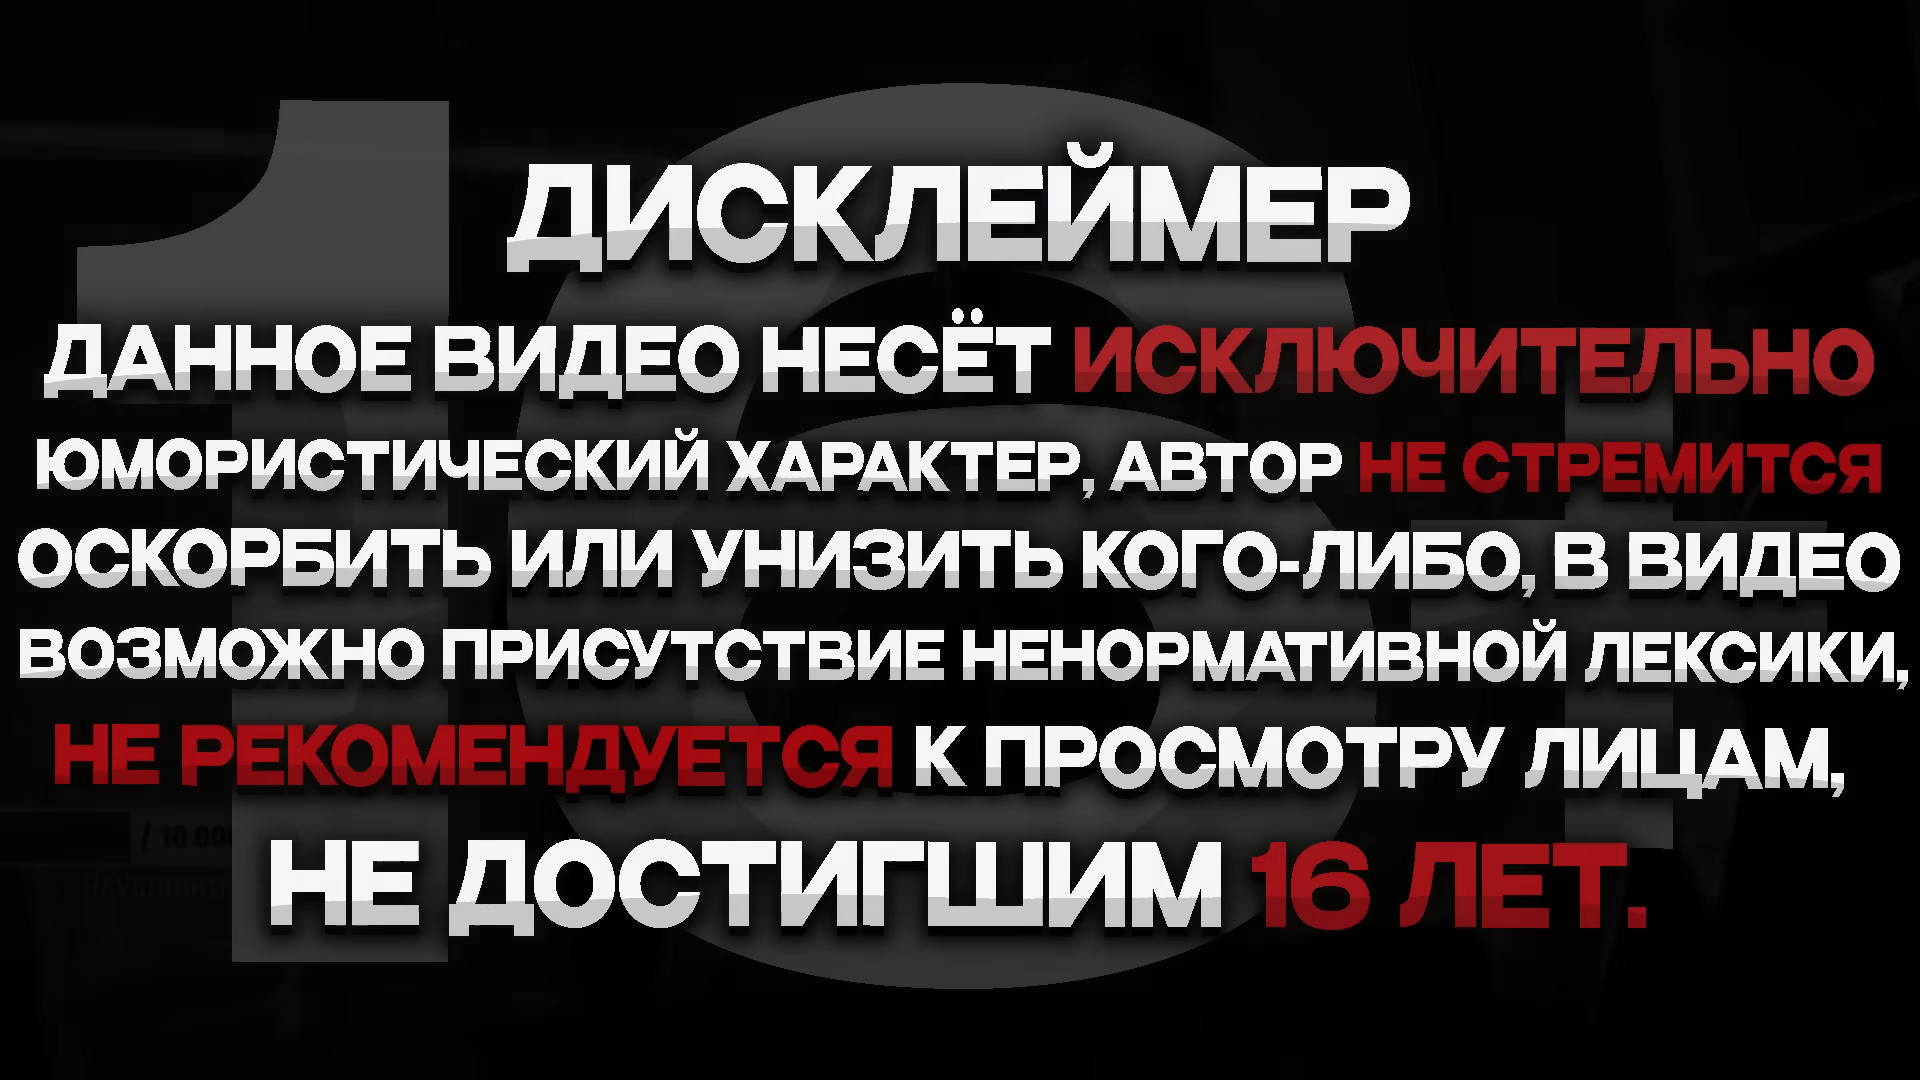 ДИСКЛЕЙМЕР
ДАННОЕ ВИДЕО НЕСЁТ ИСКЛЮЧИТЕЛЬНО
ЮМОРИСТИЧЕСКИЙ ХАРАКТЕР, АВТОР НЕ СТРЕМИТСЯ
ОСКОРБИТЬ ИЛИ УНИЗИТЬ КОГО-ЛИБО, В ВИДЕО
ВОЗМОЖНО ПРИСУТСТВИЕ НЕНОРМАТИВНОЙ ЛЕКСИКИ,
НЕ РЕКОМЕНДУЕТСЯ К ПРОСМОТРУ ЛИЦАМ,
НЕ ДОСТИГШИМ 16 ЛЕТ.
16+